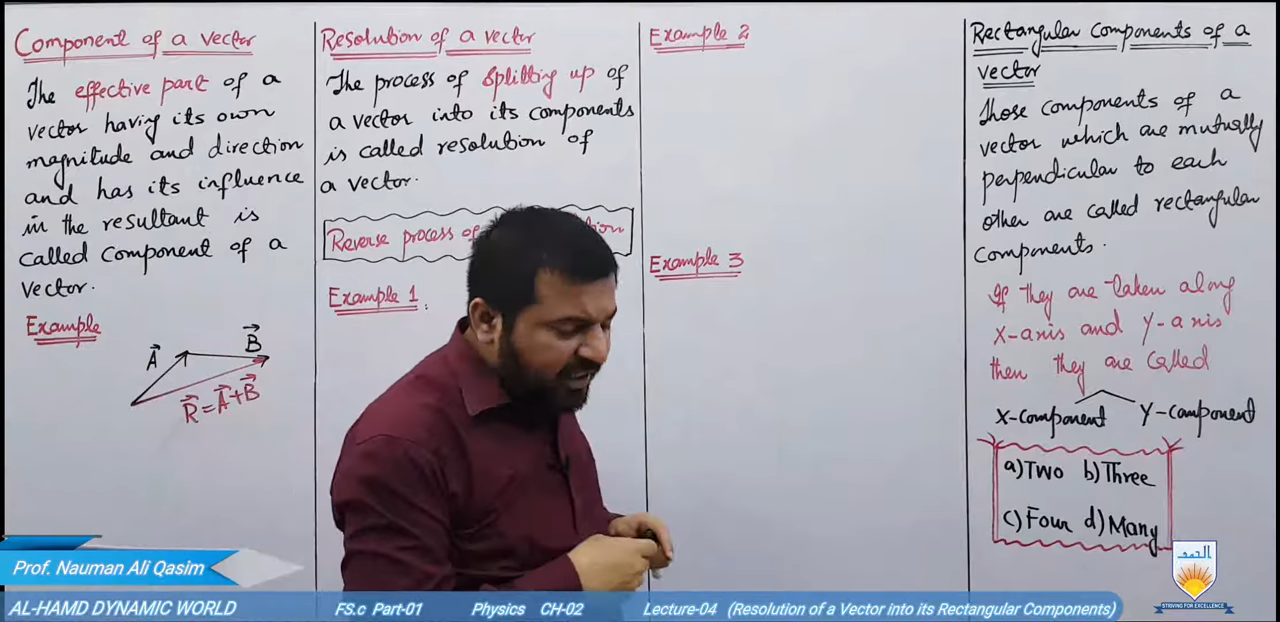 Component of a vector
The effective part of a
vector having its own
magnitude and direction
and has its influence
in the resultant is
called component of a
vector.
Example
A B
R = A + B
Resolution of a vector
The process of splitting up of
a vector into its components
is called resolution of
a vector.
Reverse process of
Example 1
Example 2
Example 3
Rectangular Components of a
vector
Those components of a
vector which are mutually
perpendicular to each
other are called rectangular
components.
If they are taken along
X-axis and Y-axis
then they are called
X-component Y-component
a) Two b) Three
c) Four d) Many
Prof. Nauman Ali Qasim
AL-HAMD DYNAMIC WORLD FS.c Part-01 Physics CH-02 Lecture-04 (Resolution of a Vector into its Rectangular Components)
الحمد
STRIVING FOR EXCELLENCE